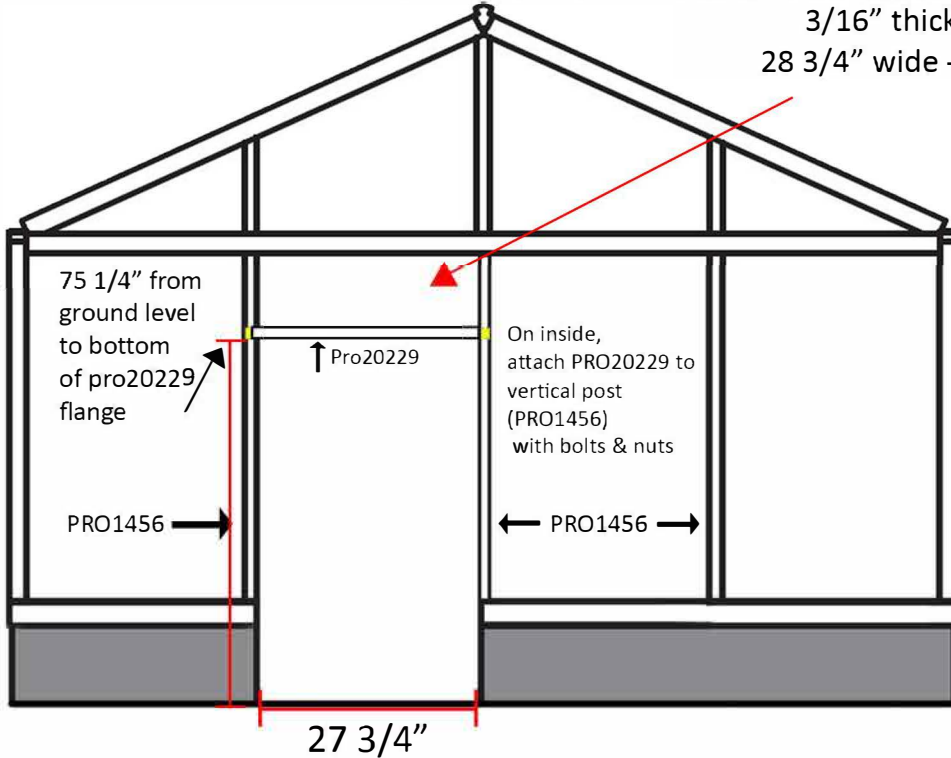 3/16” thick
28 3/4” wide -
75 1/4” from
ground level
to bottom
of pro20229
flange
Pro20229
On inside,
attach PRO20229 to
vertical post
(PRO1456)
with bolts & nuts
PRO1456
PRO1456
27 3/4”